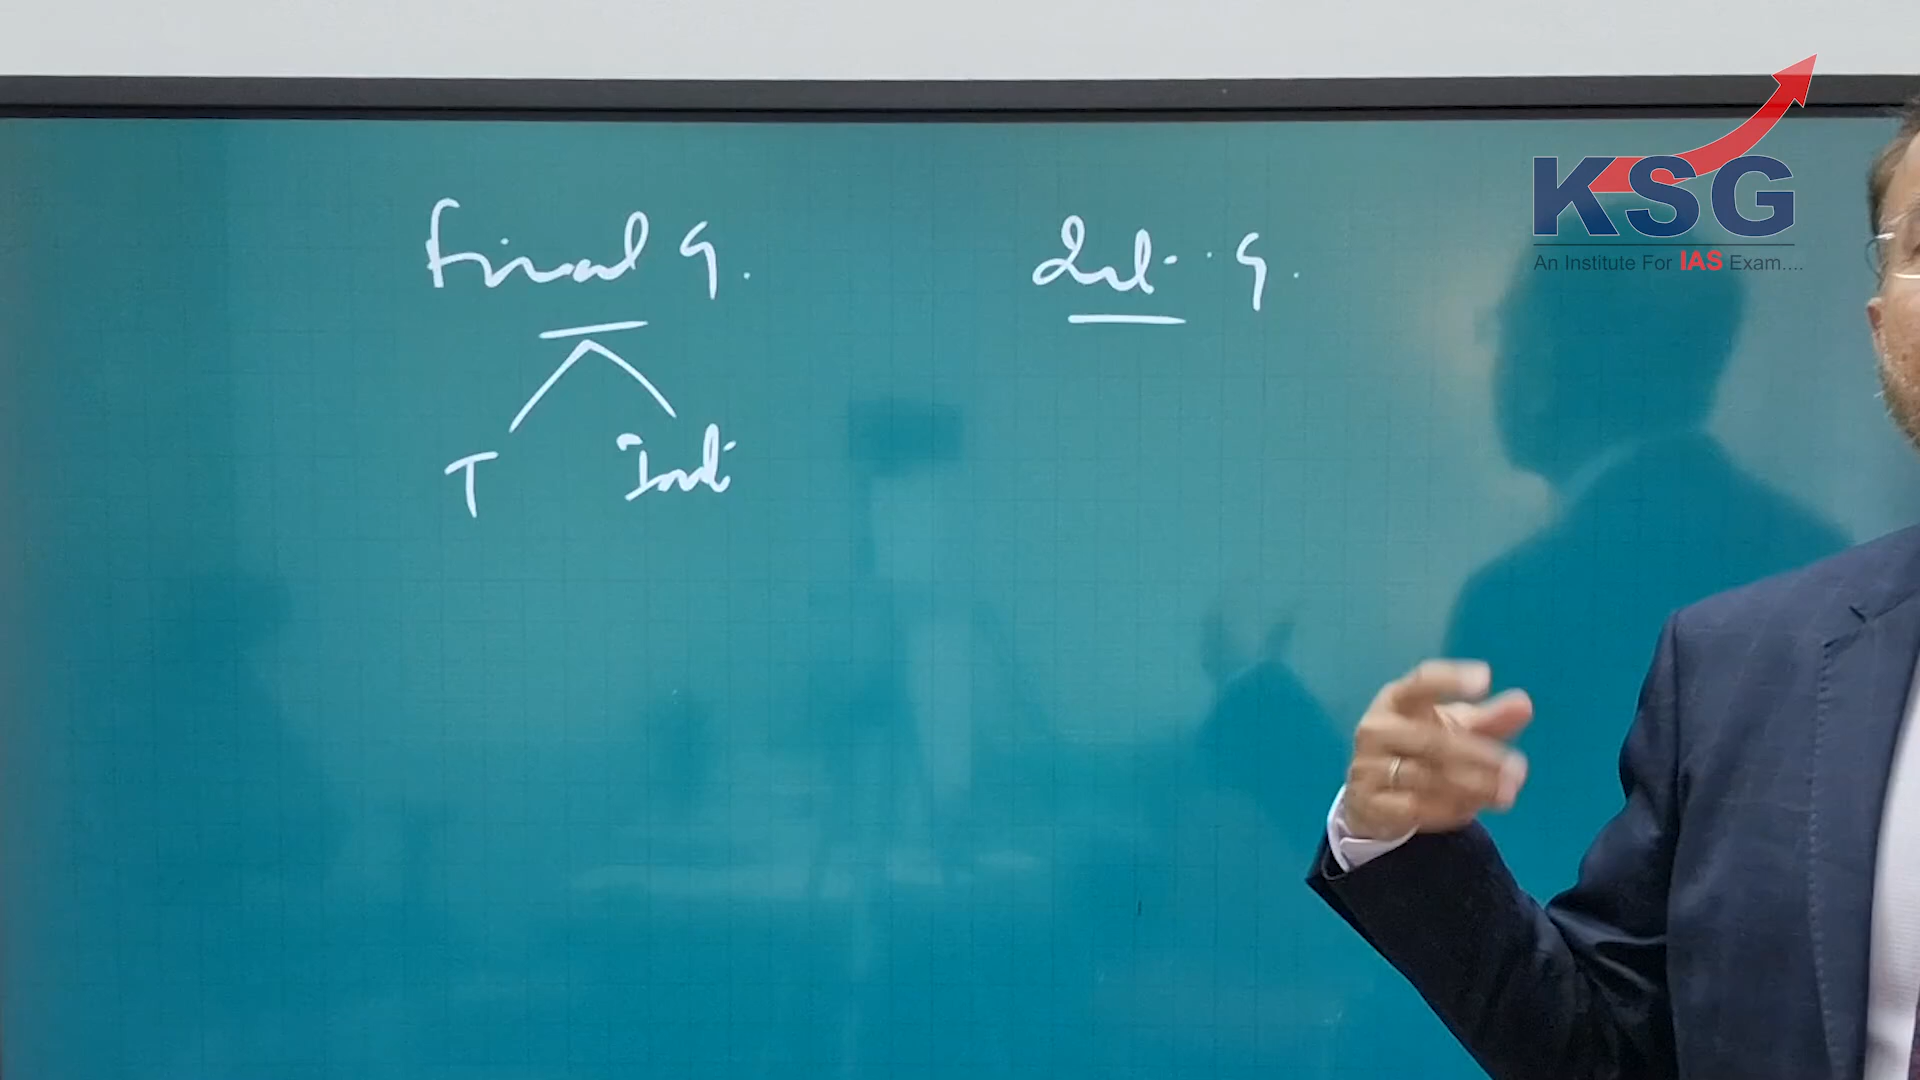 Final G.
Int.. G.
T
Int
KSG
An Institute For IAS Exam....